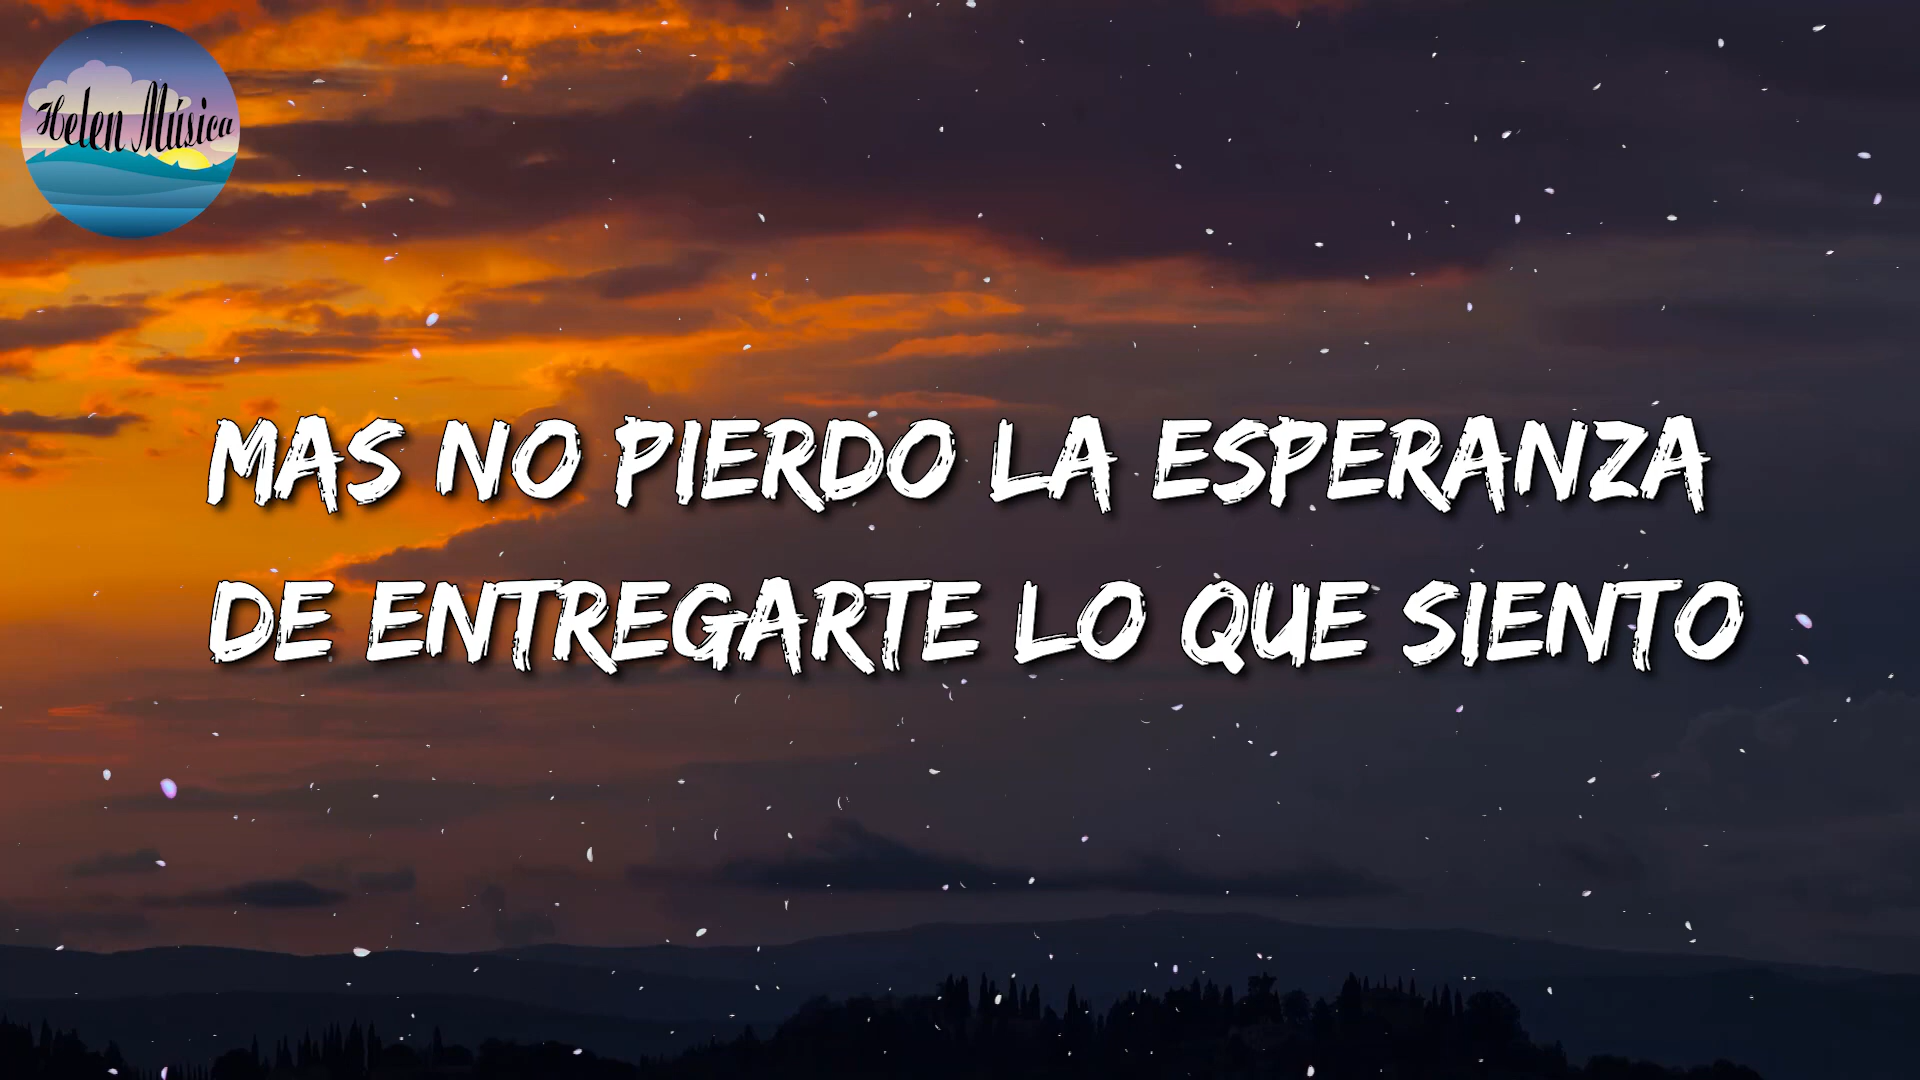 Helen Música
MAS NO PIERDO LA ESPERANZA
DE ENTREGARTE LO QUE SIENTO